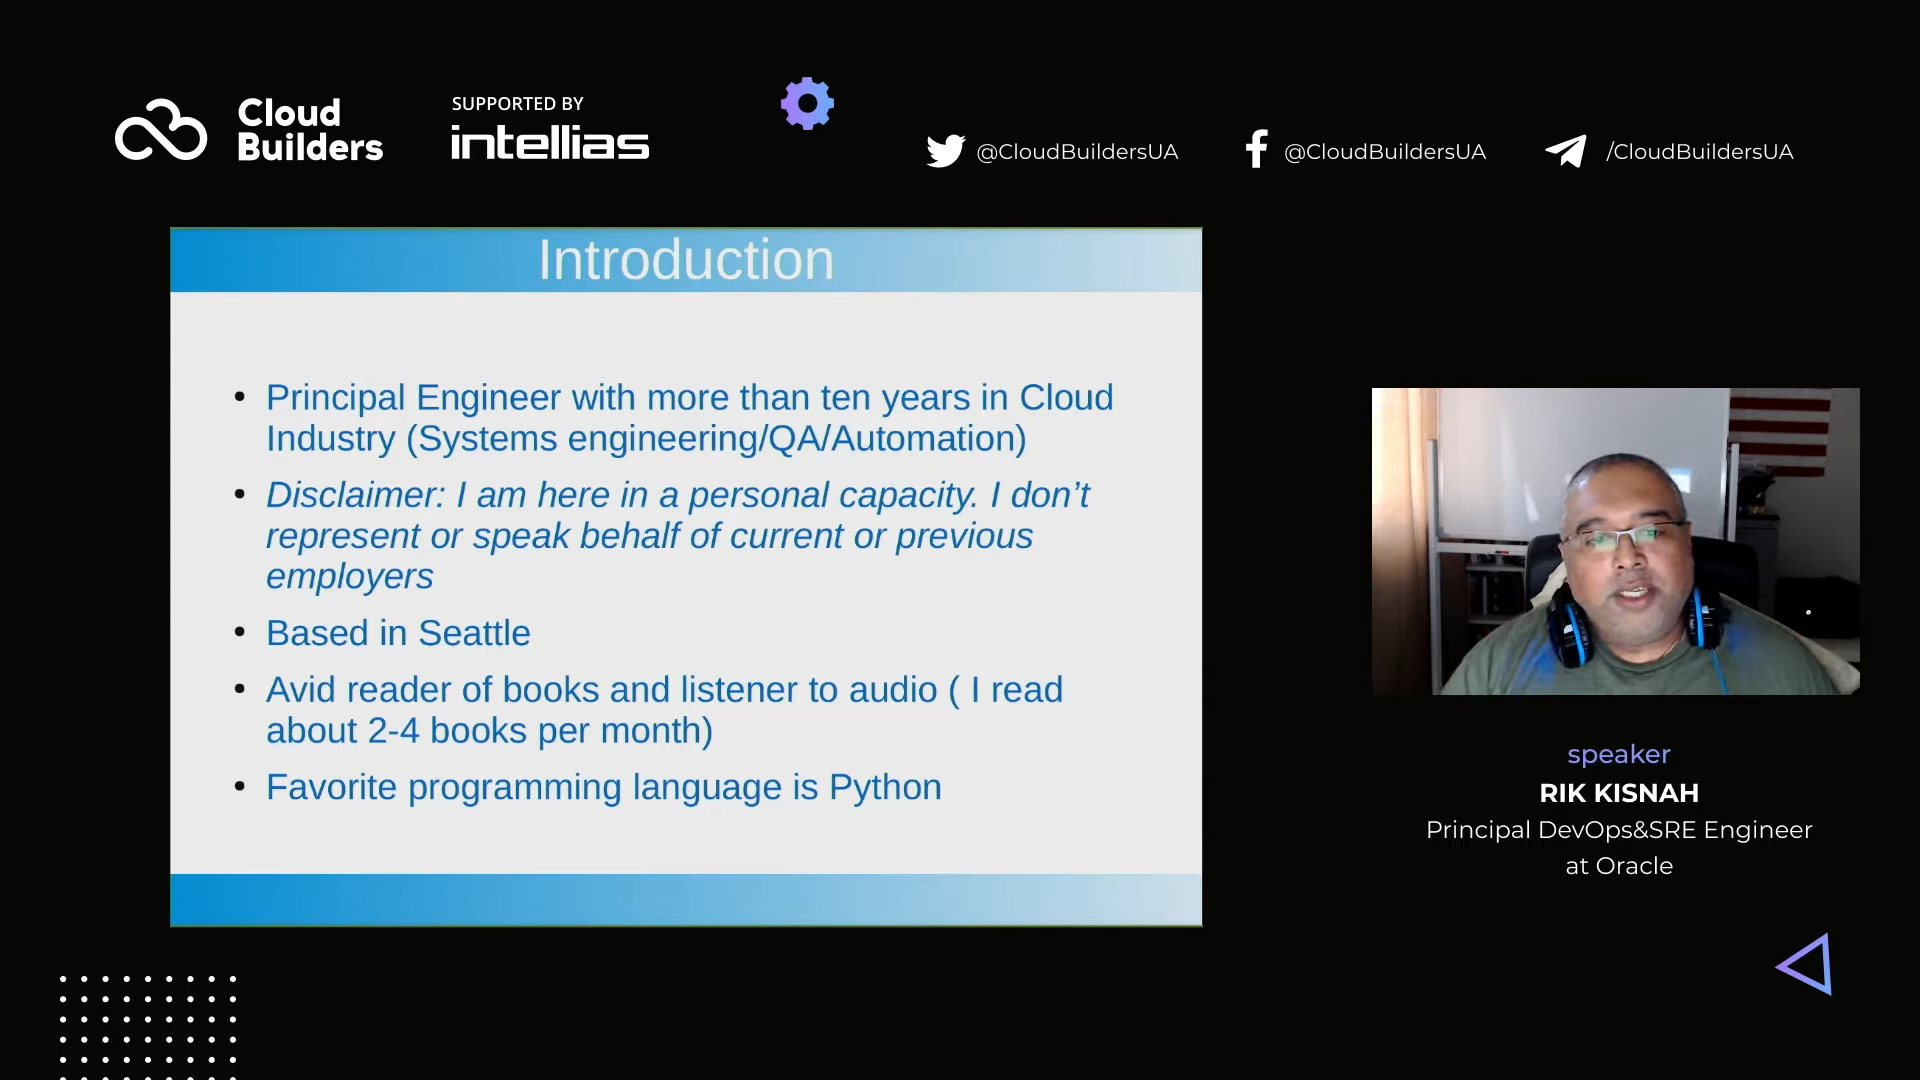 Cloud
Builders
SUPPORTED BY
intellias
@CloudBuildersUA
@CloudBuildersUA
/CloudBuildersUA
Introduction
• Principal Engineer with more than ten years in Cloud
Industry (Systems engineering/QA/Automation)
• Disclaimer: I am here in a personal capacity. I don’t
represent or speak behalf of current or previous
employers
• Based in Seattle
• Avid reader of books and listener to audio ( I read
about 2-4 books per month)
• Favorite programming language is Python
speaker
RIK KISNAH
Principal DevOps&SRE Engineer
at Oracle